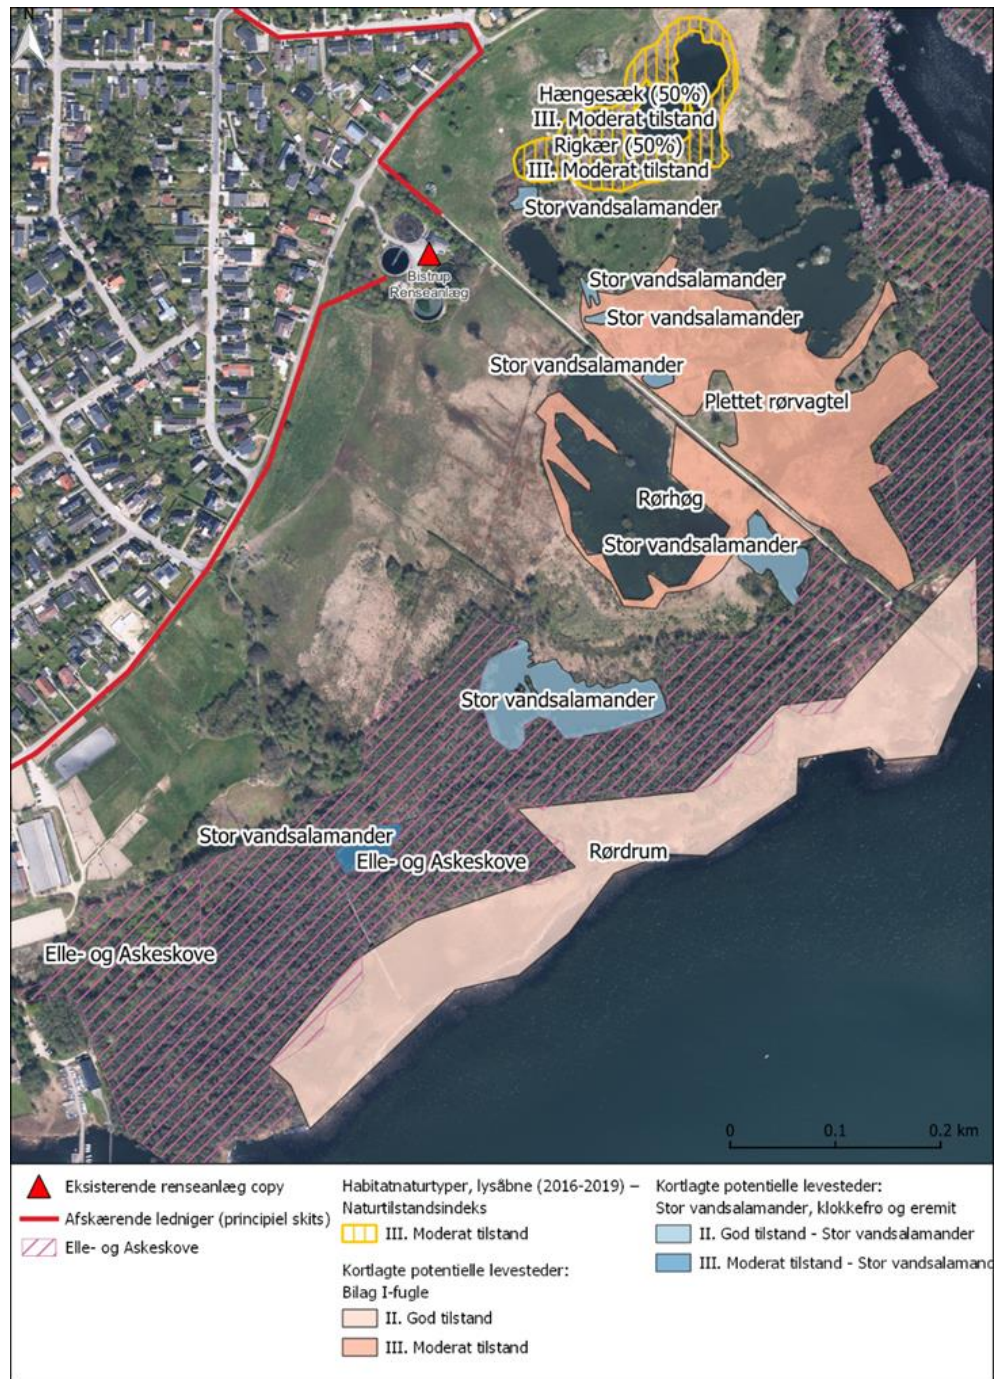 N
Hængesæk (50%)
III. Moderat tilstand
Rigkær (50%)
III. Moderat tilstand
Stor vandsalamander
Bistrup
Renseanlæg
Stor vandsalamander
Stor vandsalamander
Stor vandsalamander
Plettet rørvagtel
Rørhøg
Stor vandsalamander
Stor vandsalamander
Stor vandsalamander
Elle- og Askeskove
Rørdrum
Elle- og Askeskove
0 0.1 0.2 km
Eksisterende renseanlæg copy
Afskærende ledniger (principiel skits)
Elle- og Askeskove
Habitatnaturtyper, lysåbne (2016-2019) –
Naturtilstandsindeks
III. Moderat tilstand
Kortlagte potentielle levesteder:
Bilag I-fugle
II. God tilstand
III. Moderat tilstand
Kortlagte potentielle levesteder:
Stor vandsalamander, klokkefrø og eremit
II. God tilstand - Stor vandsalamander
III. Moderat tilstand - Stor vandsalamand